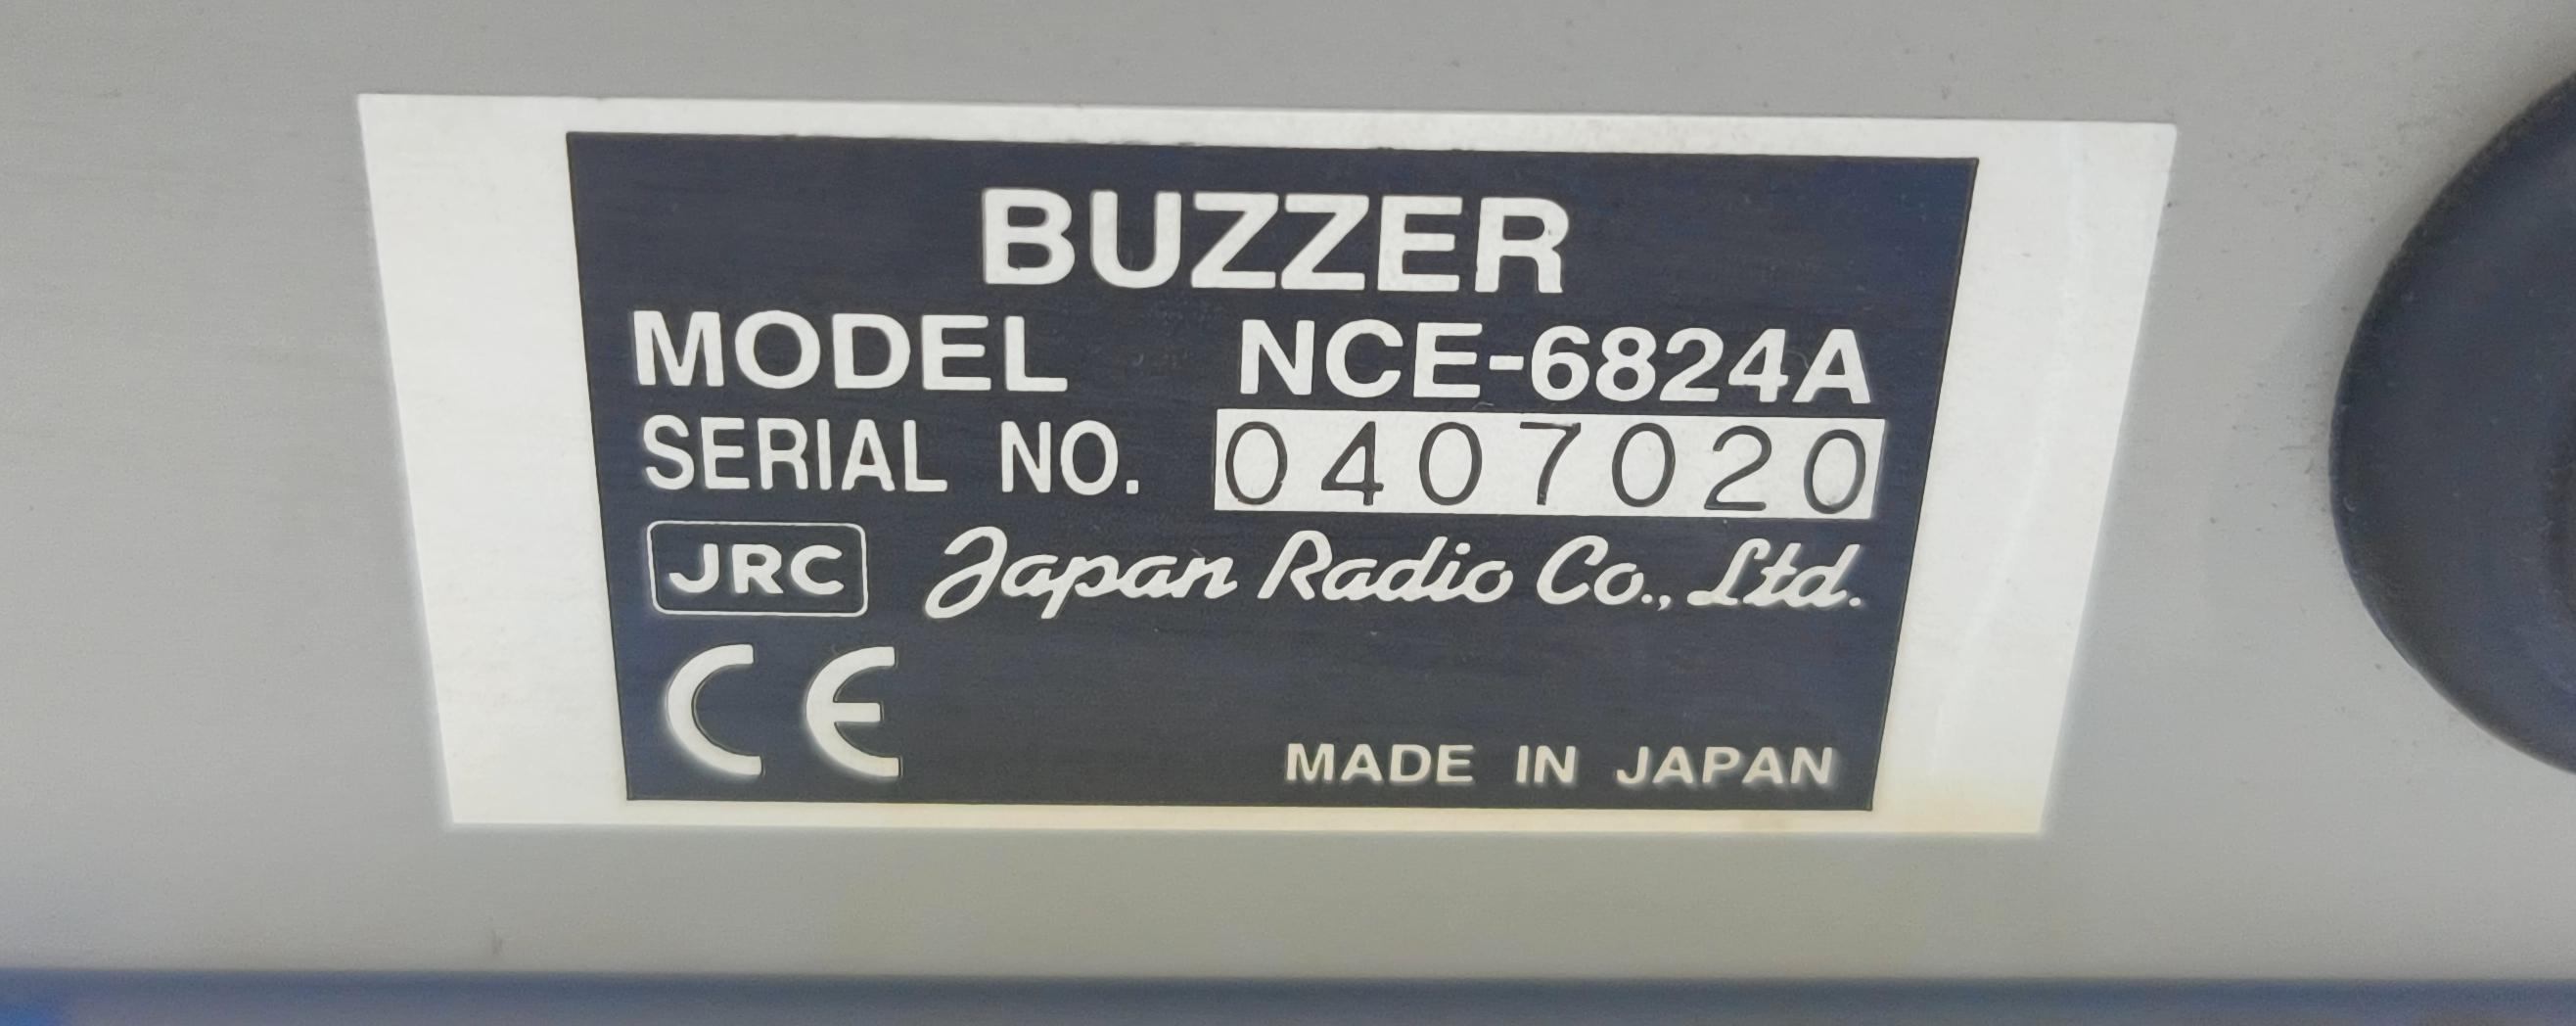 BUZZER
MODEL NCE-6824A
SERIAL NO. 0407020
JRC Japan Radio Co., Ltd.
CE
MADE IN JAPAN